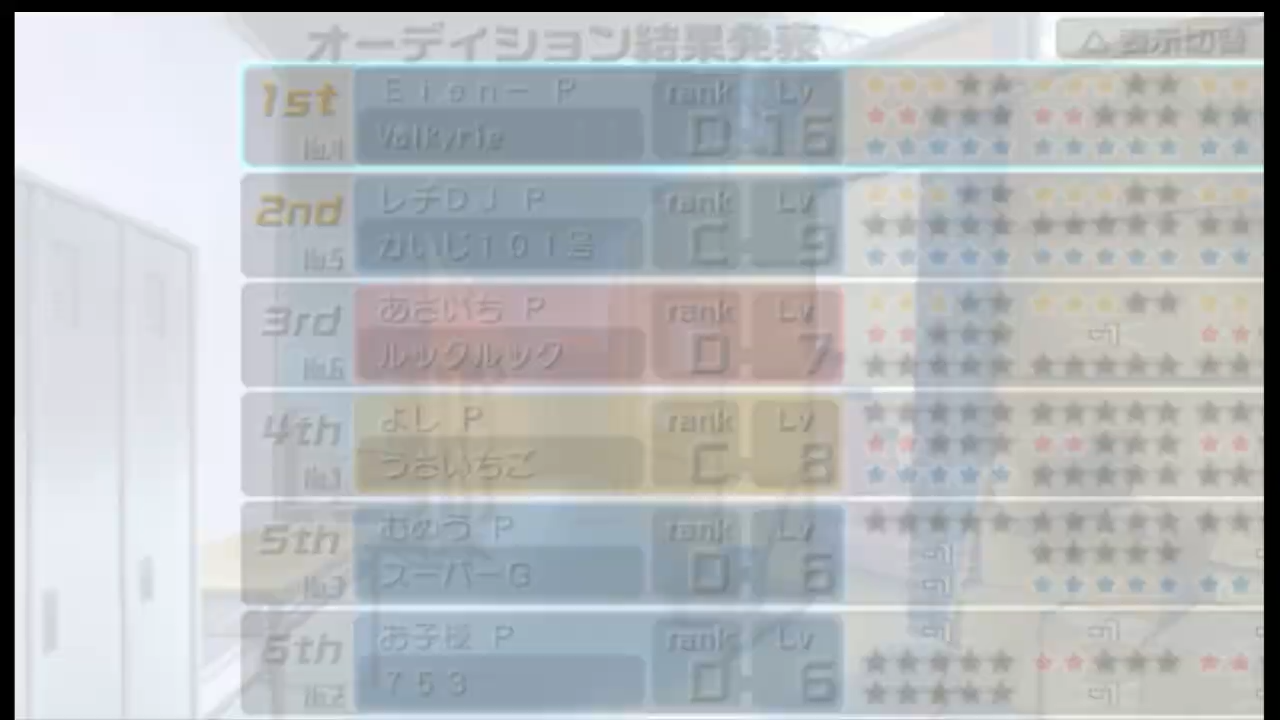 オーディション結果発表
△ 表示切替
1st
No.4
Eien− P
Valkyrie
rank D
Lv 16
2nd
No.5
レチDJ P
かいじ101号
rank C
Lv 9
3rd
No.6
あさいち P
ルックルック
rank D
Lv 7
4th
No.1
よし P
うさいちご
rank C
Lv 8
5th
No.3
むめう P
スーパーG
rank D
Lv 6
5th
No.2
お子様 P
753
rank D
Lv 6